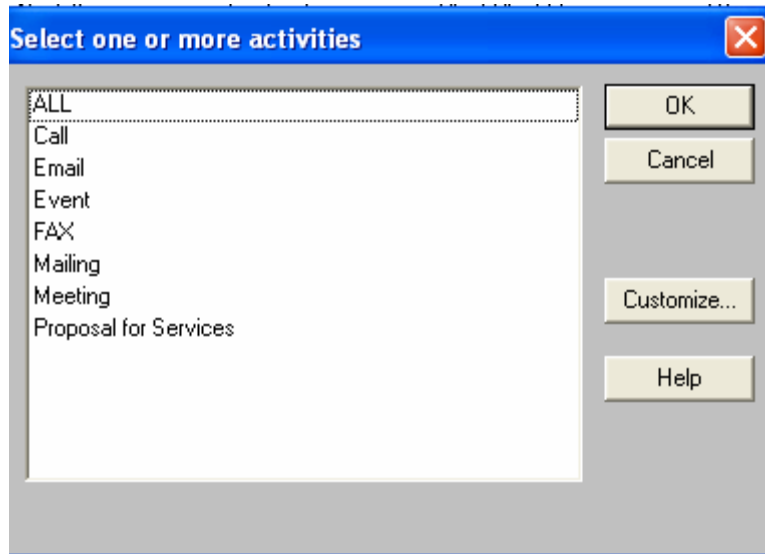 Select one or more activities
ALL
Call
Email
Event
FAX
Mailing
Meeting
Proposal for Services
OK
Cancel
Customize...
Help